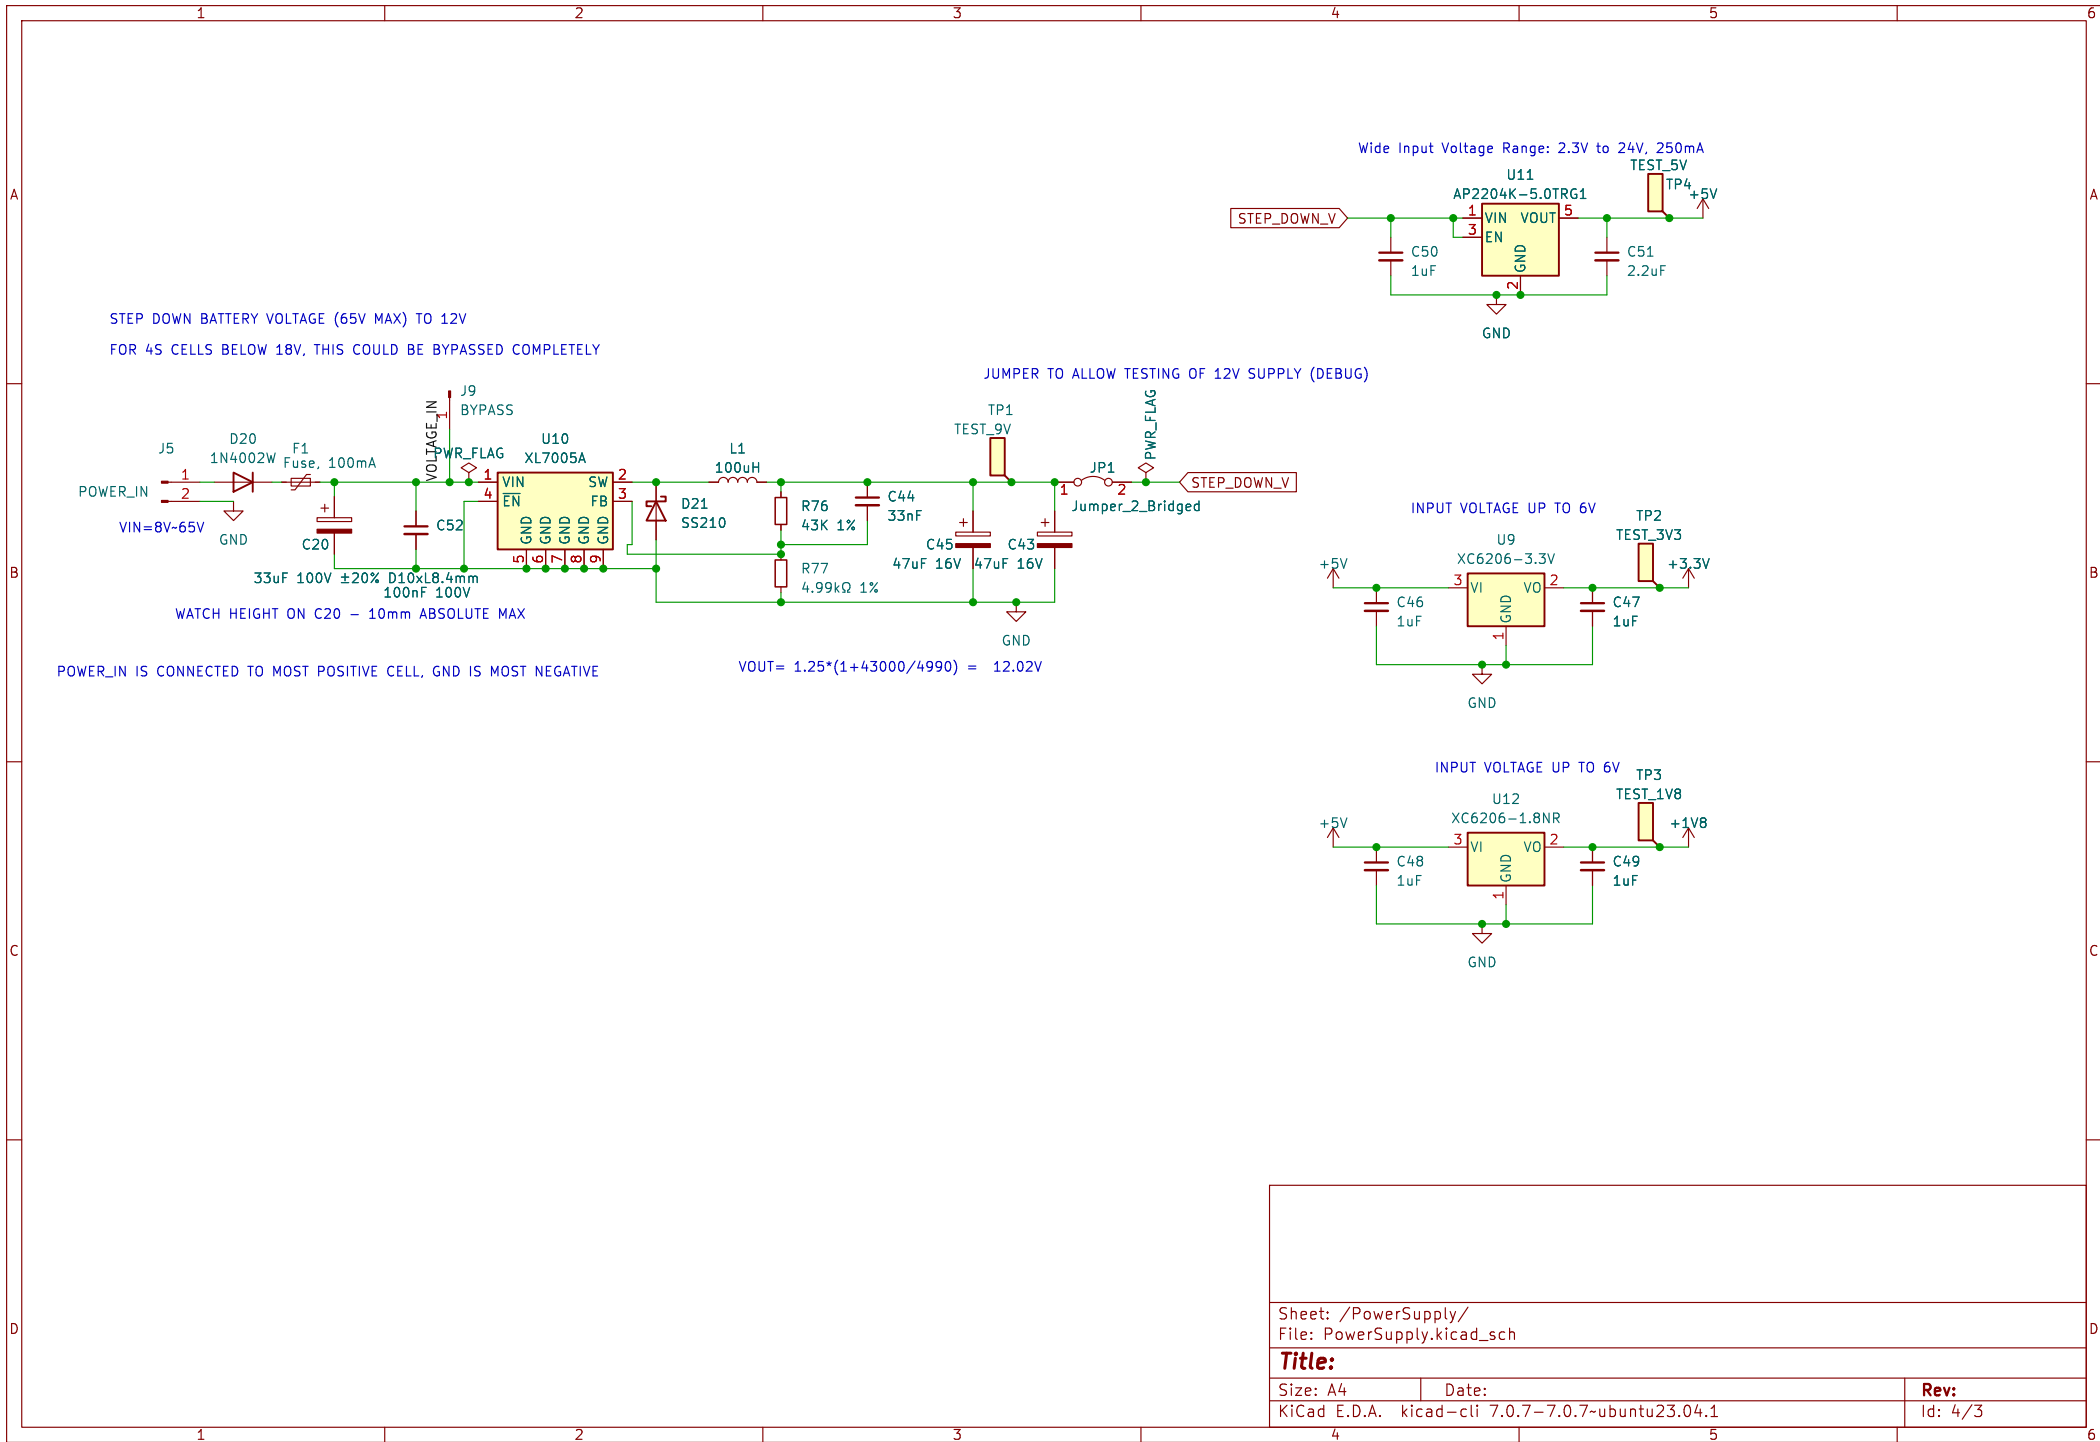 1 2 3 4 5 6
A
B
C
D
A
B
C
D
1 2 3 4 5 6
STEP DOWN BATTERY VOLTAGE (65V MAX) TO 12V
FOR 4S CELLS BELOW 18V, THIS COULD BE BYPASSED COMPLETELY
J5
POWER_IN
1
2
VIN=8V~65V
GND
D20
1N4002W
F1
Fuse, 100mA
+
C20
33uF 100V ±20% D10xL8.4mm
C52
100nF 100V
WATCH HEIGHT ON C20 - 10mm ABSOLUTE MAX
POWER_IN IS CONNECTED TO MOST POSITIVE CELL, GND IS MOST NEGATIVE
VOLTAGE_IN
1
J9
BYPASS
PWR_FLAG
U10
XL7005A
1 VIN SW 2
4 EN FB 3
GND GND GND GND GND
5 6 7 8 9
D21
SS210
L1
100uH
R76
43K 1%
C44
33nF
R77
4.99kΩ 1%
VOUT= 1.25*(1+43000/4990) = 12.02V
JUMPER TO ALLOW TESTING OF 12V SUPPLY (DEBUG)
TP1
TEST_9V
+
C45
47uF 16V
+
C43
47uF 16V
GND
JP1
1 2
Jumper_2_Bridged
PWR_FLAG
STEP_DOWN_V
Wide Input Voltage Range: 2.3V to 24V, 250mA
TEST_5V
TP4
+5V
U11
AP2204K-5.0TRG1
STEP_DOWN_V
1 VIN VOUT 5
3 EN
GND
2
C50
1uF
C51
2.2uF
GND
INPUT VOLTAGE UP TO 6V
TP2
TEST_3V3
U9
XC6206-3.3V
+5V
+3.3V
3 VI VO 2
GND
1
C46
1uF
C47
1uF
GND
INPUT VOLTAGE UP TO 6V
TP3
TEST_1V8
U12
XC6206-1.8NR
+5V
+1V8
3 VI VO 2
GND
1
C48
1uF
C49
1uF
GND
Sheet: /PowerSupply/
File: PowerSupply.kicad_sch
Title:
Size: A4 Date: Rev:
KiCad E.D.A. kicad-cli 7.0.7-7.0.7~ubuntu23.04.1 Id: 4/3